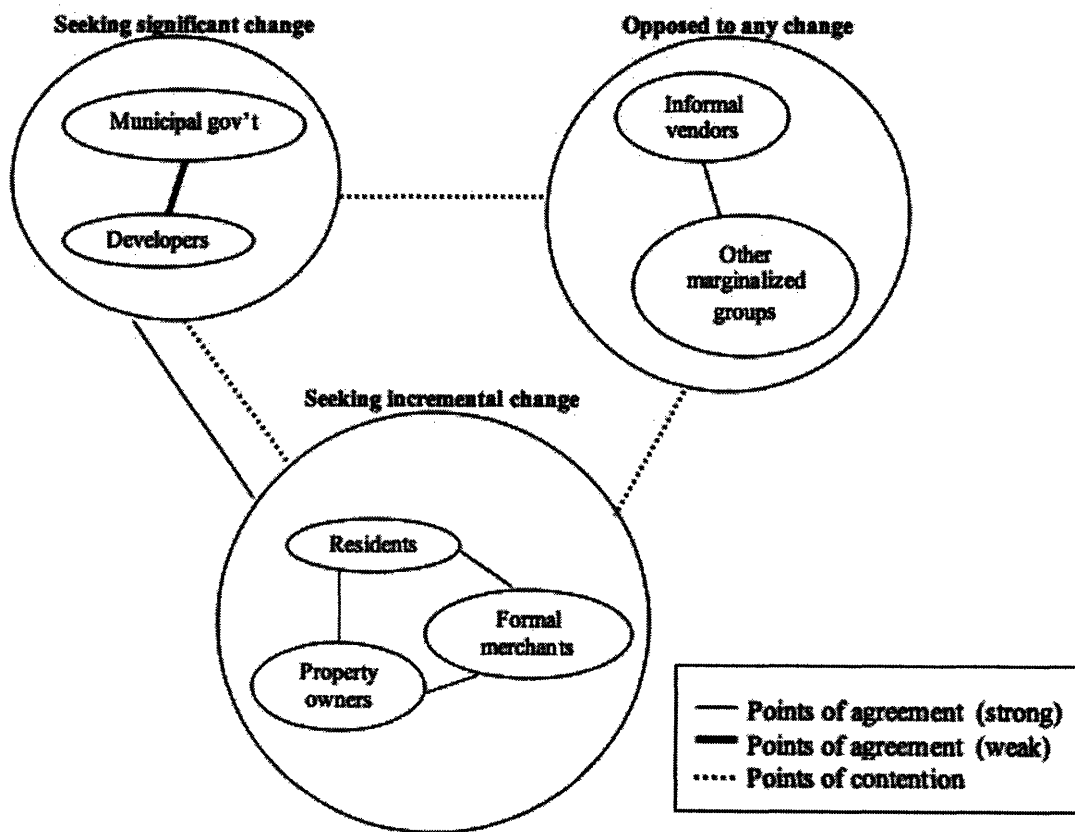 Seeking significant change
Opposed to any change
Municipal gov't
Developers
Informal
vendors
Other
marginalized
groups
Seeking incremental change
Residents
Formal
merchants
Property
owners
Points of agreement (strong)
Points of agreement (weak)
Points of contention